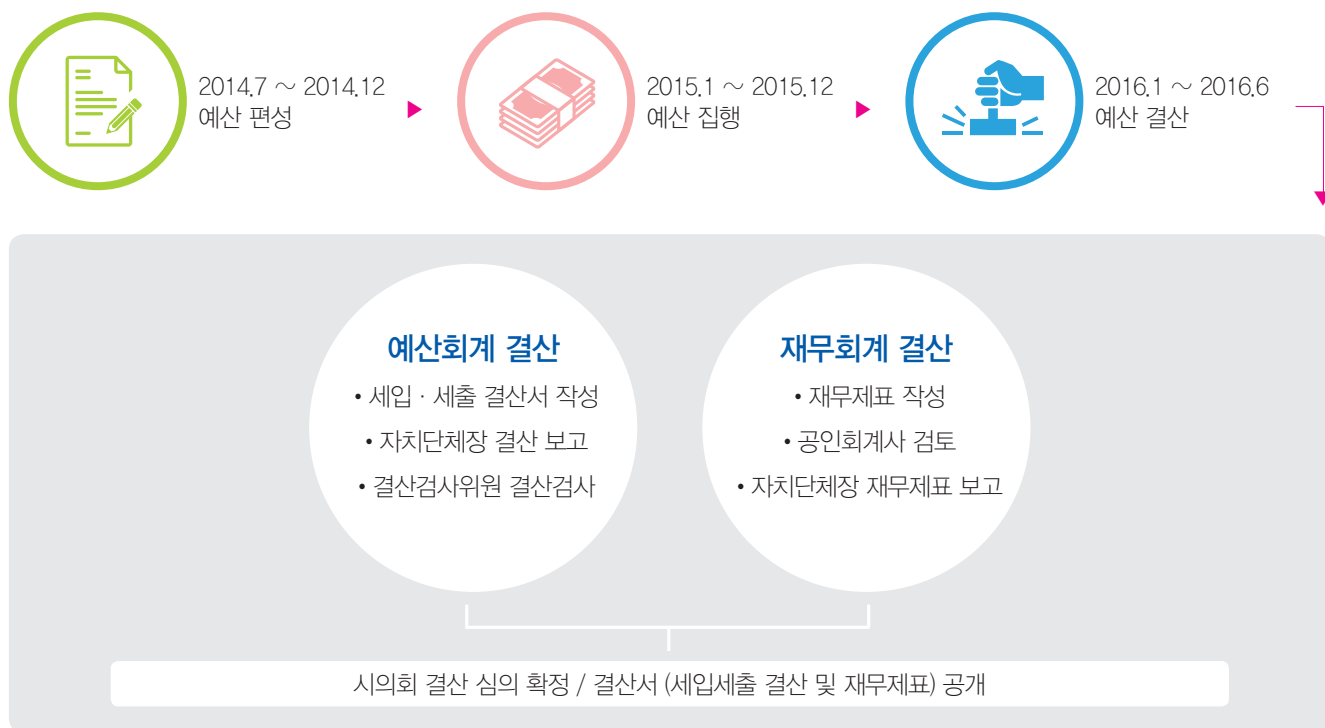 2014.7 ~ 2014.12
예산 편성
2015.1 ~ 2015.12
예산 집행
2016.1 ~ 2016.6
예산 결산
예산회계 결산
• 세입 · 세출 결산서 작성
• 자치단체장 결산 보고
• 결산검사위원 결산검사
재무회계 결산
• 재무제표 작성
• 공인회계사 검토
• 자치단체장 재무제표 보고
시의회 결산 심의 확정 / 결산서 (세입세출 결산 및 재무제표) 공개